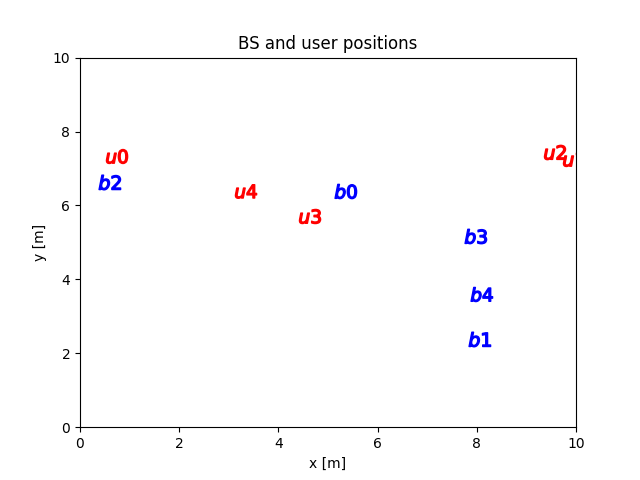 BS and user positions
10
8
6
4
2
0
y [m]
u0
b2
u4
u3
b0
u2
u
b3
b4
b1
0 2 4 6 8 10
x [m]